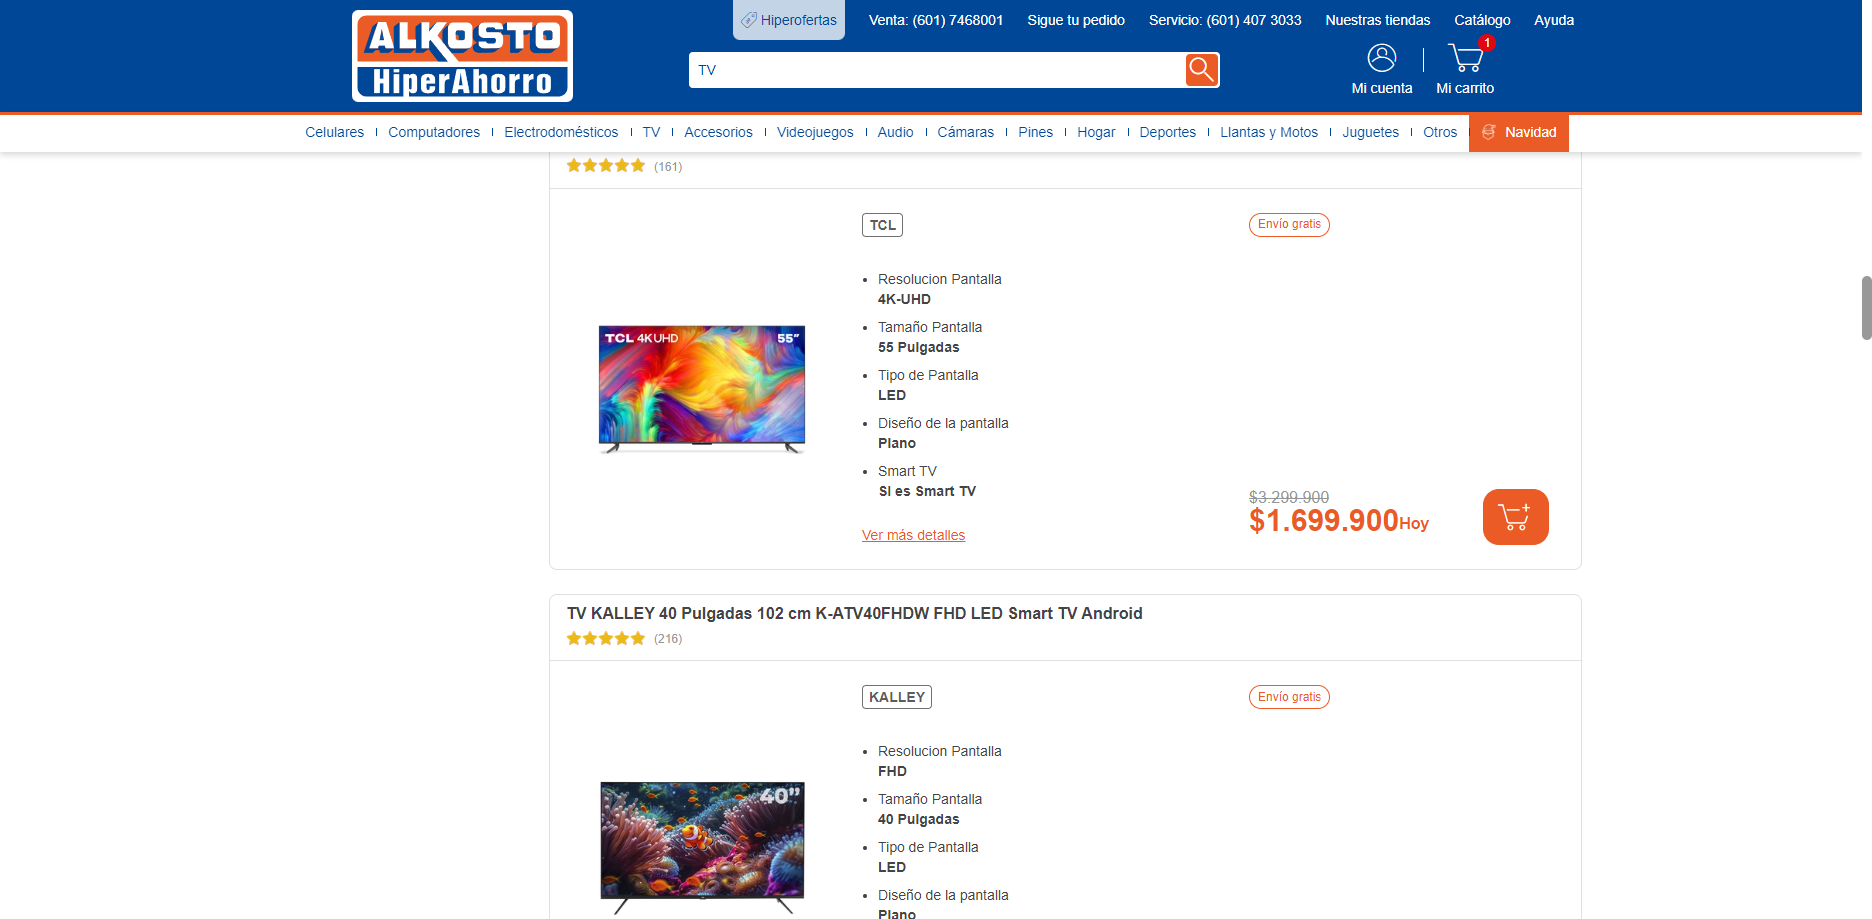 ALKOSTO
HiperAhorro
Hiperofertas
Venta: (601) 7468001
Sigue tu pedido
Servicio: (601) 407 3033
Nuestras tiendas
Catálogo
Ayuda
TV
1
Mi cuenta
Mi carrito
Celulares
Computadores
Electrodomésticos
TV
Accesorios
Videojuegos
Audio
Cámaras
Pines
Hogar
Deportes
Llantas y Motos
Juguetes
Otros
Navidad
(161)
TCL
Envío gratis
TCL 4K UHD 55"
Resolucion Pantalla
4K-UHD
Tamaño Pantalla
55 Pulgadas
Tipo de Pantalla
LED
Diseño de la pantalla
Plano
Smart TV
SI es Smart TV
Ver más detalles
$3.299.900
$1.699.900 Hoy
TV KALLEY 40 Pulgadas 102 cm K-ATV40FHDW FHD LED Smart TV Android
(216)
KALLEY
Envío gratis
40"
Resolucion Pantalla
FHD
Tamaño Pantalla
40 Pulgadas
Tipo de Pantalla
LED
Diseño de la pantalla
Plano